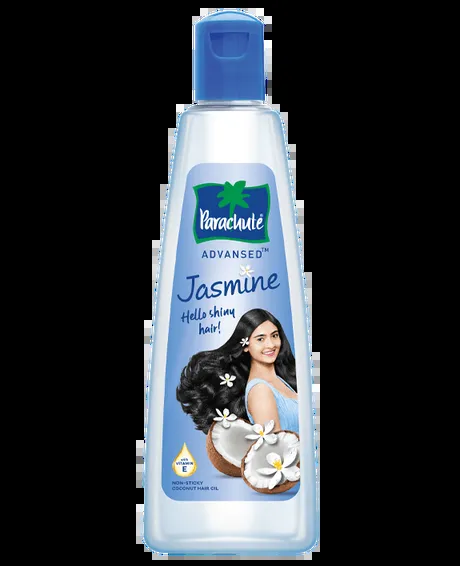 Parachute®
ADVANSED™
Jasmine
Hello shiny
hair!
WITH
VITAMIN
E
NON-STICKY
COCONUT HAIR OIL